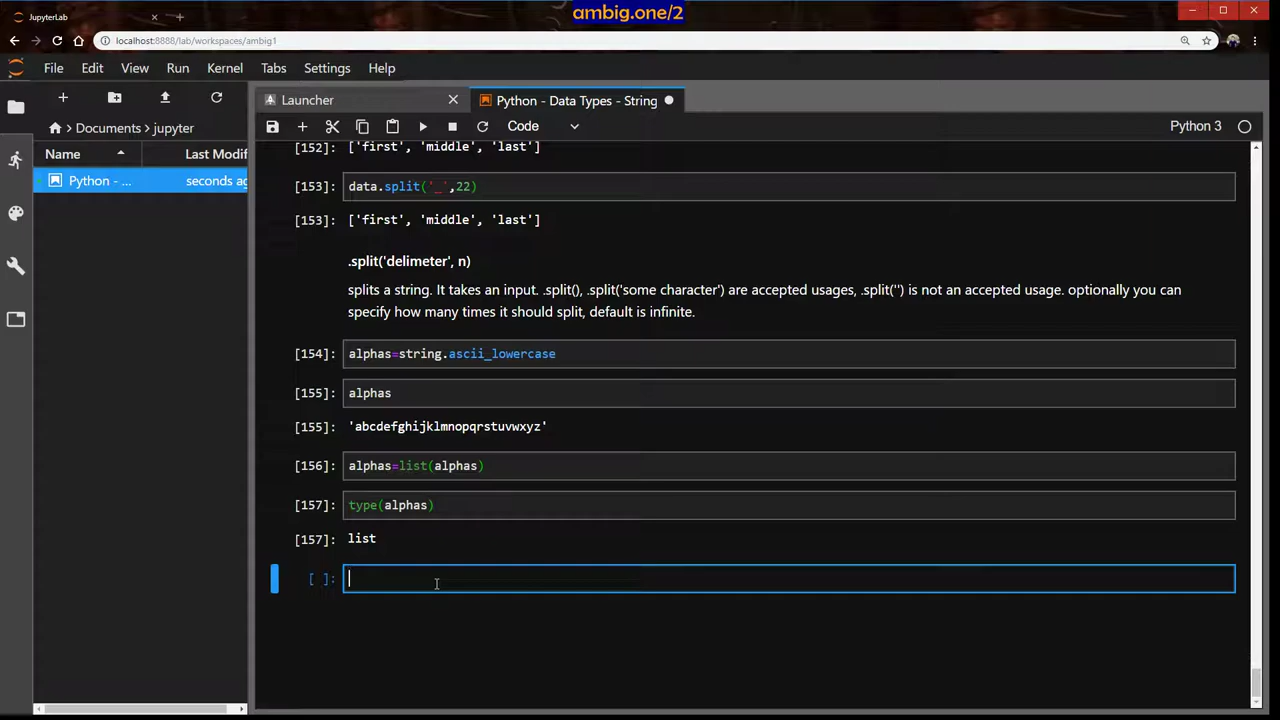 ambig.one/2
JupyterLab
localhost:8888/lab/workspaces/ambig1
File Edit View Run Kernel Tabs Settings Help
Launcher
Python - Data Types - String
Documents > jupyter
Code
Python 3
Name Last Modif
Python - ... seconds ag
[152]: ['first', 'middle', 'last']
[153]: data.split('_',22)
[153]: ['first', 'middle', 'last']
.split('delimeter', n)
splits a string. It takes an input. .split(), .split('some character') are accepted usages, .split('') is not an accepted usage. optionally you can
specify how many times it should split, default is infinite.
[154]: alphas=string.ascii_lowercase
[155]: alphas
[155]: 'abcdefghijklmnopqrstuvwxyz'
[156]: alphas=list(alphas)
[157]: type(alphas)
[157]: list
[ ]: